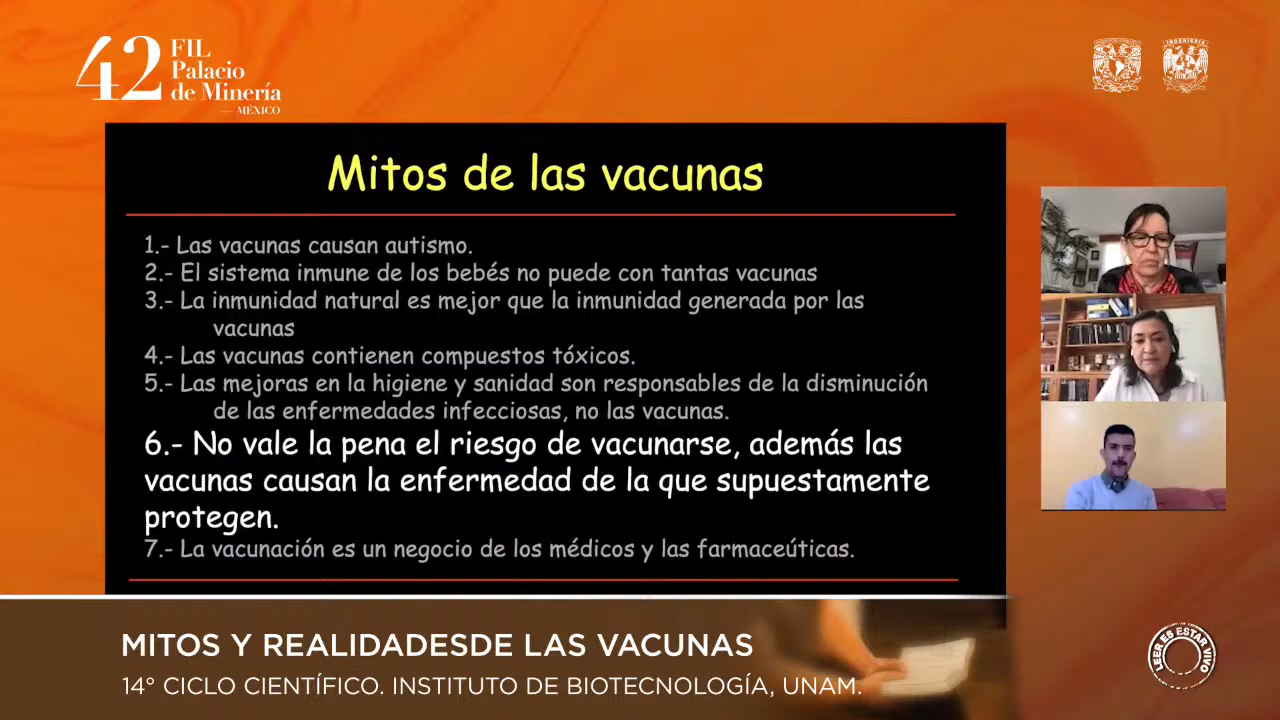 42 FIL
Palacio
de Minería
MÉXICO
INGENIERÍA
Mitos de las vacunas
1.- Las vacunas causan autismo.
2.- El sistema inmune de los bebés no puede con tantas vacunas
3.- La inmunidad natural es mejor que la inmunidad generada por las
vacunas
4.- Las vacunas contienen compuestos tóxicos.
5.- Las mejoras en la higiene y sanidad son responsables de la disminución
de las enfermedades infecciosas, no las vacunas.
6.- No vale la pena el riesgo de vacunarse, además las
vacunas causan la enfermedad de la que supuestamente
protegen.
7.- La vacunación es un negocio de los médicos y las farmaceúticas.
MITOS Y REALIDADESDE LAS VACUNAS
14° CICLO CIENTÍFICO. INSTITUTO DE BIOTECNOLOGÍA, UNAM.
LEER ES ESTAR VIVO